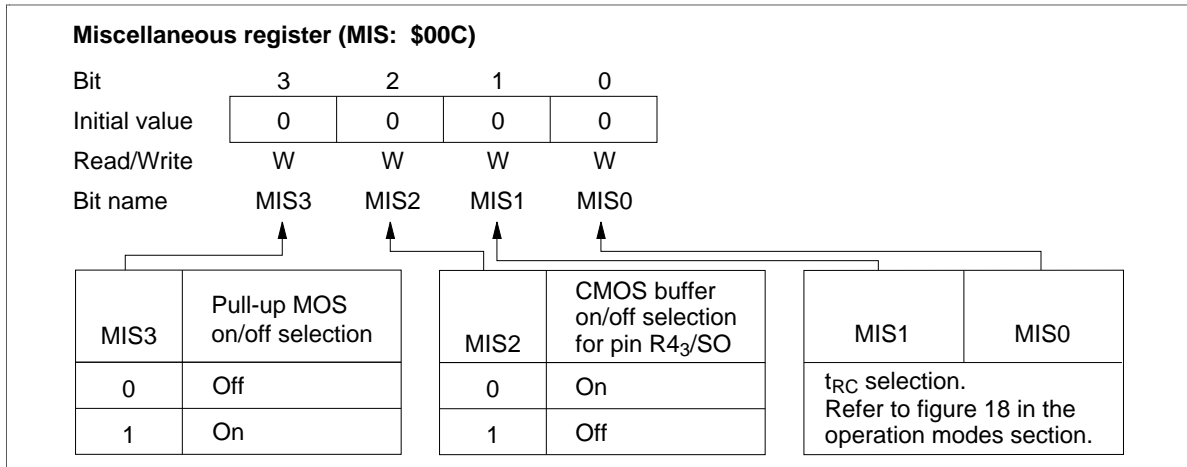 Miscellaneous register (MIS: $00C)
Bit 3 2 1 0
Initial value 0 0 0 0
Read/Write W W W W
Bit name MIS3 MIS2 MIS1 MIS0
MIS3
Pull-up MOS
on/off selection
0 Off
1 On
MIS2
CMOS buffer
on/off selection
for pin R4₃/SO
0 On
1 Off
MIS1 MIS0
tRC selection.
Refer to figure 18 in the
operation modes section.